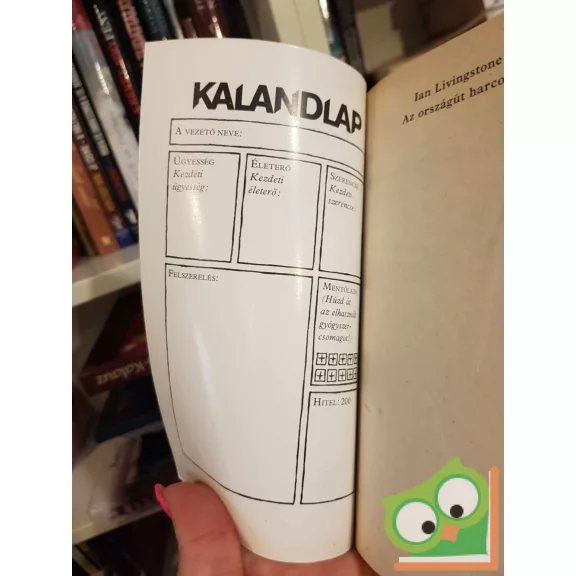 KALANDLAP
A VEZETŐ NEVE:
ÜGYESSÉG
Kezdeti
ügyesség:
ÉLETERŐ
Kezdeti
életerő:
SZERENCSE
Kezdeti
szerencse:
FELSZERELÉS:
MENTŐLÁDA
(Húzd át
az elhasznált
gyógyszer-
csomagot!)
HITEL: 200
Ian Livingstone
Az országút harco
Kalauz